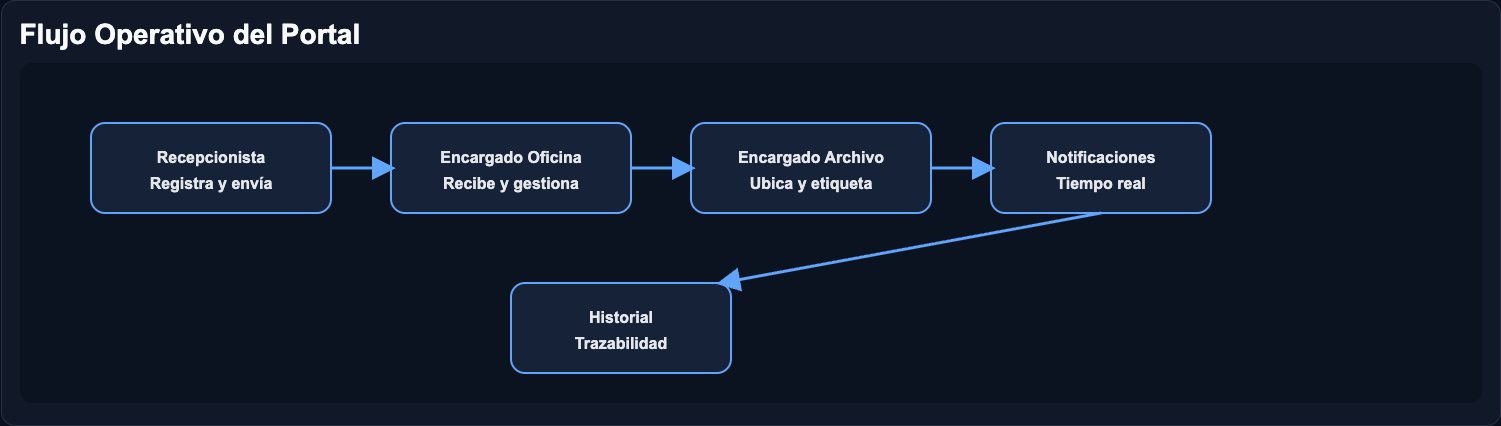 Flujo Operativo del Portal
Recepcionista
Registra y envía
Encargado Oficina
Recibe y gestiona
Encargado Archivo
Ubica y etiqueta
Notificaciones
Tiempo real
Historial
Trazabilidad